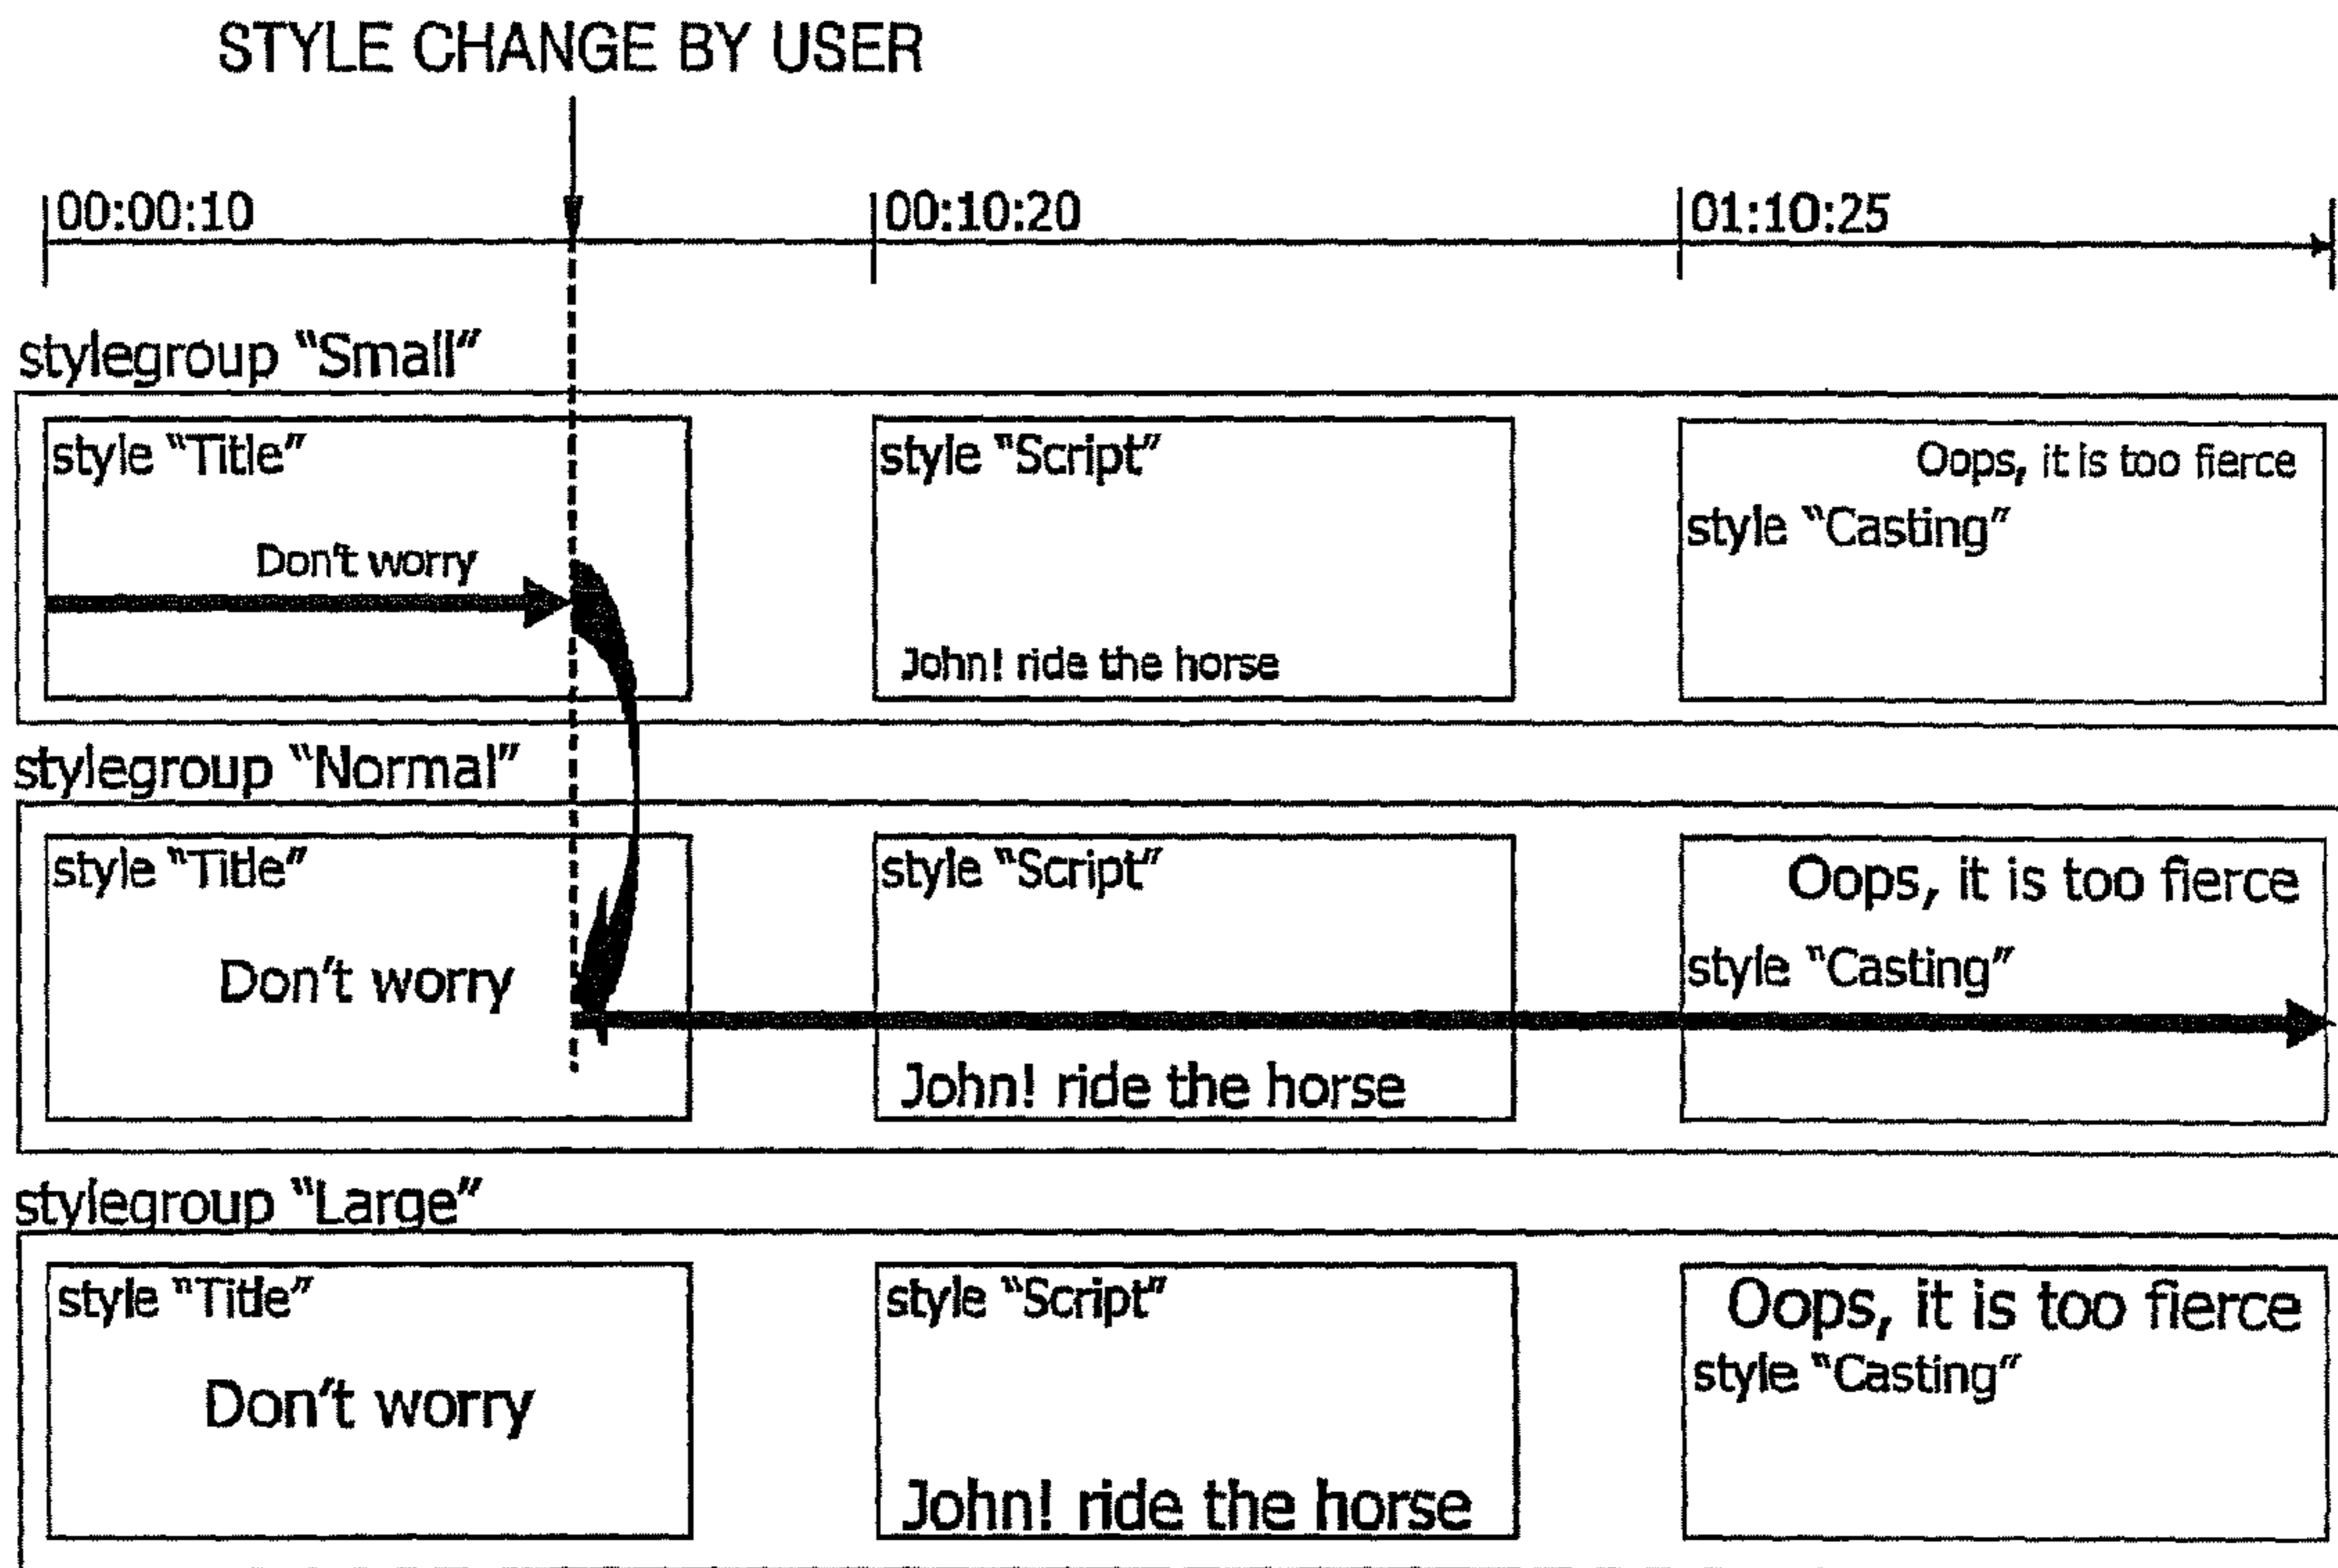 STYLE CHANGE BY USER
00:00:10
00:10:20
01:10:25
stylegroup "Small"
style "Title"
Don't worry
style "Script"
John! ride the horse
Oops, it is too fierce
style "Casting"
stylegroup "Normal"
style "Title"
Don't worry
style "Script"
John! ride the horse
Oops, it is too fierce
style "Casting"
stylegroup "Large"
style "Title"
Don't worry
style "Script"
John! ride the horse
Oops, it is too fierce
style "Casting"